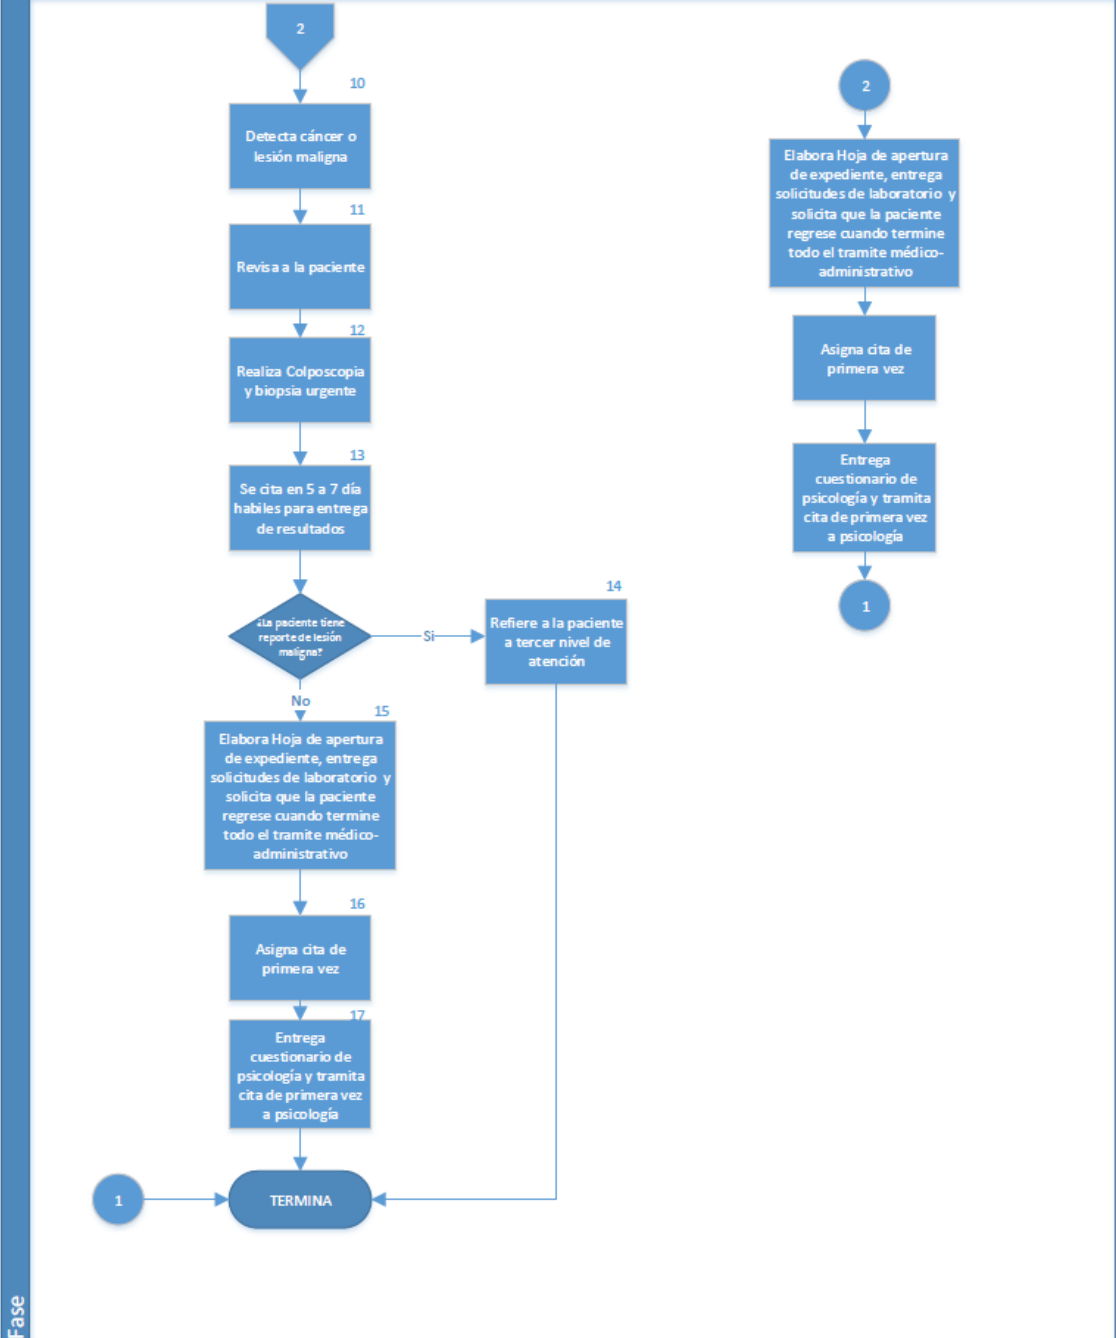 2
10
Detecta cáncer o
lesión maligna
11
Revisa a la paciente
12
Realiza Colposcopia
y biopsia urgente
13
Se cita en 5 a 7 día
habiles para entrega
de resultados
¿La paciente tiene
reporte de lesión
maligna?
Si
14
Refiere a la paciente
a tercer nivel de
atención
No
15
Elabora Hoja de apertura
de expediente, entrega
solicitudes de laboratorio y
solicita que la paciente
regrese cuando termine
todo el tramite médico-
administrativo
16
Asigna cita de
primera vez
17
Entrega
cuestionario de
psicología y tramita
cita de primera vez
a psicología
1
TERMINA
2
Elabora Hoja de apertura
de expediente, entrega
solicitudes de laboratorio y
solicita que la paciente
regrese cuando termine
todo el tramite médico-
administrativo
Asigna cita de
primera vez
Entrega
cuestionario de
psicología y tramita
cita de primera vez
a psicología
1
Fase